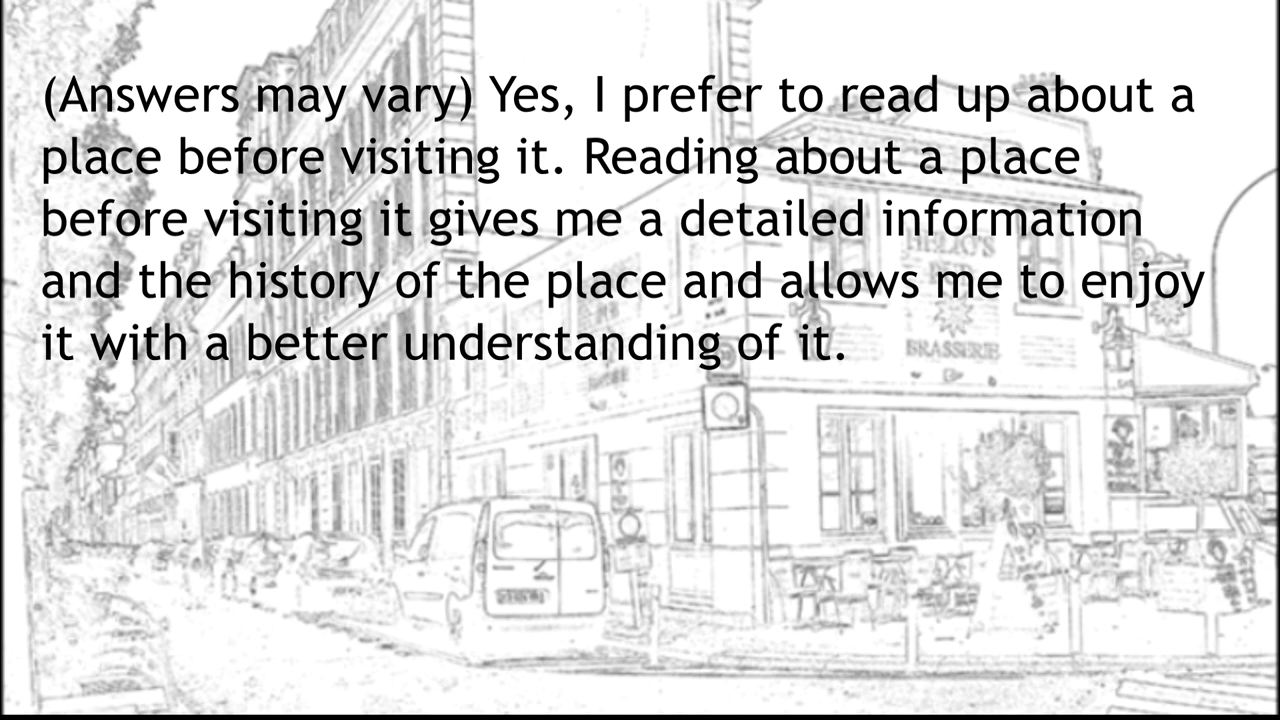 (Answers may vary) Yes, I prefer to read up about a
place before visiting it. Reading about a place
before visiting it gives me a detailed information
and the history of the place and allows me to enjoy
it with a better understanding of it.
BRASSERIE